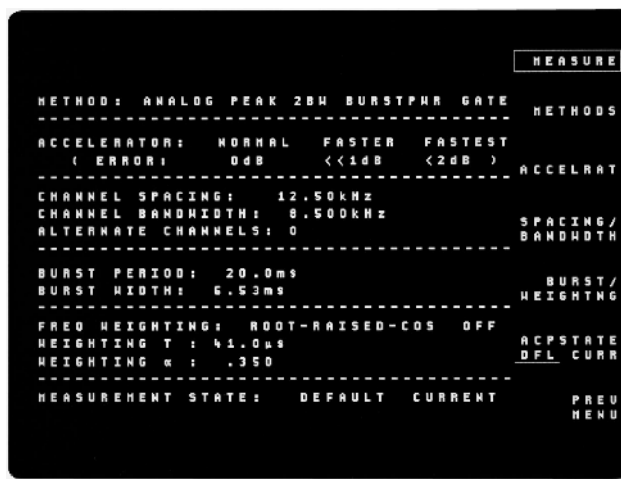 MEASURE
METHOD: ANALOG PEAK 2BW BURSTPWR GATE
METHODS
ACCELERATOR: NORMAL FASTER FASTEST
( ERROR: 0dB <<1dB <2dB )
ACCELRAT
CHANNEL SPACING: 12.50kHz
CHANNEL BANDWIDTH: 8.500kHz
ALTERNATE CHANNELS: 0
SPACING/
BANDWDTH
BURST PERIOD: 20.0ms
BURST WIDTH: 6.53ms
BURST/
WEIGHTNG
FREQ WEIGHTING: ROOT-RAISED-COS OFF
WEIGHTING T : 41.0µs
WEIGHTING α : .350
ACPSTATE
DFL CURR
MEASUREMENT STATE: DEFAULT CURRENT
PREV
MENU